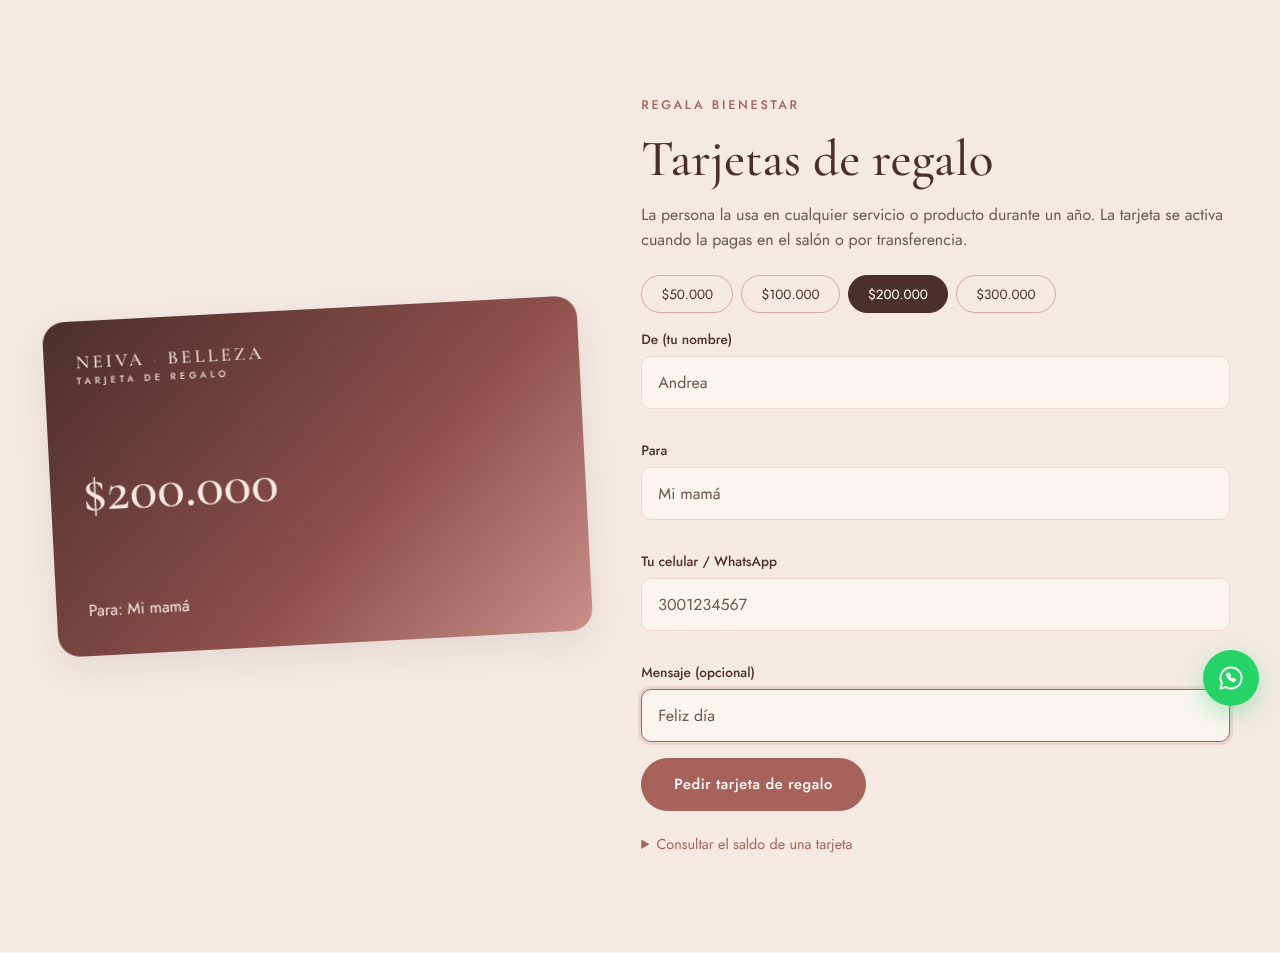 NEIVA · BELLEZA
TARJETA DE REGALO
$200.000
Para: Mi mamá
REGALA BIENESTAR
Tarjetas de regalo
La persona la usa en cualquier servicio o producto durante un año. La tarjeta se activa
cuando la pagas en el salón o por transferencia.
$50.000 $100.000 $200.000 $300.000
De (tu nombre)
Andrea
Para
Mi mamá
Tu celular / WhatsApp
3001234567
Mensaje (opcional)
Feliz día
Pedir tarjeta de regalo
Consultar el saldo de una tarjeta